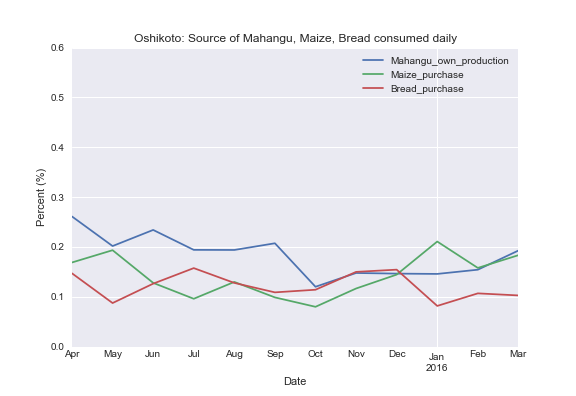 Oshikoto: Source of Mahangu, Maize, Bread consumed daily
Mahangu_own_production
Maize_purchase
Bread_purchase
Percent (%)
0.6
0.5
0.4
0.3
0.2
0.1
0.0
Apr May Jun Jul Aug Sep Oct Nov Dec Jan Feb Mar
2016
Date